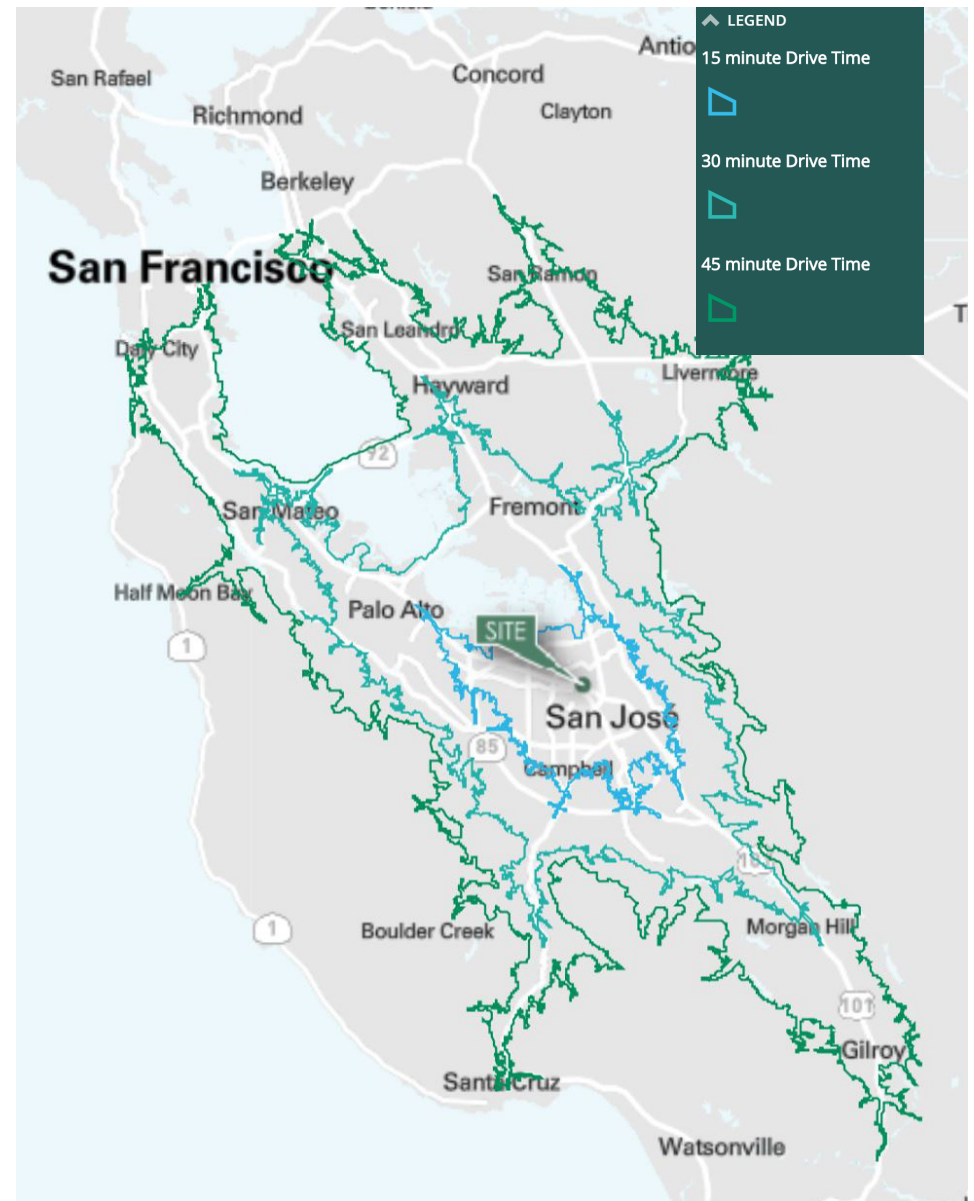 LEGEND
15 minute Drive Time
30 minute Drive Time
45 minute Drive Time
Antio
San Rafael
Concord
Richmond
Clayton
Berkeley
San Francisco
San Ramon
San Leandro
Daly City
Livermore
Hayward
92
San Mateo
Fremont
Half Moon Bay
Palo Alto
SITE
1
San José
85
Campbell
Morgan Hill
Boulder Creek
1
101
Gilroy
Santa Cruz
Watsonville
T